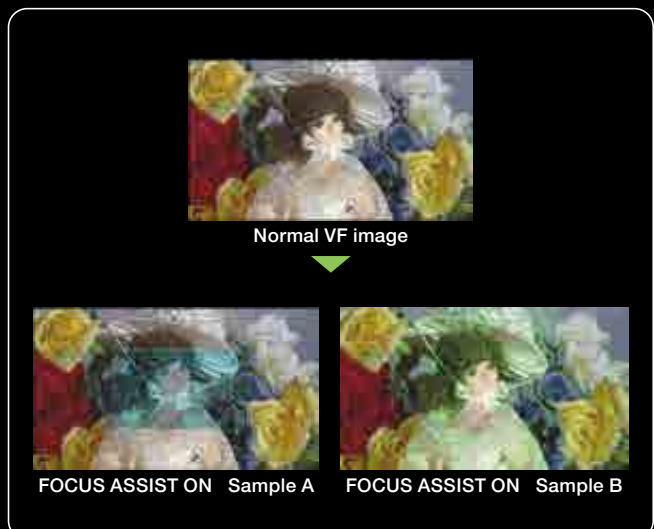 Normal VF image
FOCUS ASSIST ON Sample A
FOCUS ASSIST ON Sample B